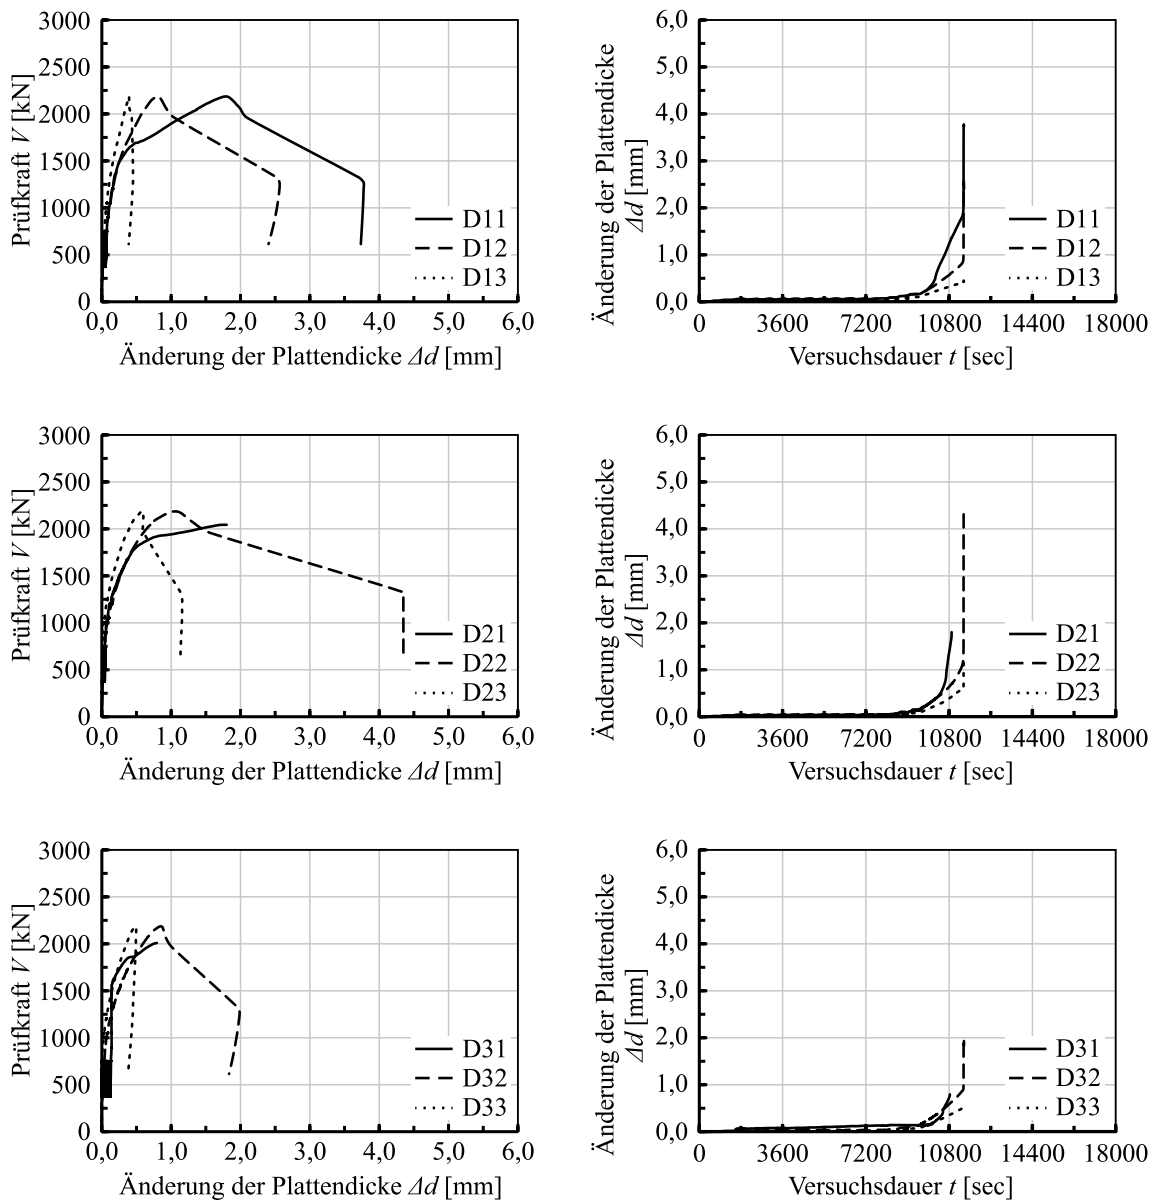 3000
2500
2000
1500
1000
500
0
Prüfkraft V [kN]
D11
D12
D13
0,0 1,0 2,0 3,0 4,0 5,0 6,0
Änderung der Plattendicke Δd [mm]
6,0
5,0
4,0
3,0
2,0
1,0
0,0
Änderung der Plattendicke
Δd [mm]
D11
D12
D13
0 3600 7200 10800 14400 18000
Versuchsdauer t [sec]
3000
2500
2000
1500
1000
500
0
Prüfkraft V [kN]
D21
D22
D23
0,0 1,0 2,0 3,0 4,0 5,0 6,0
Änderung der Plattendicke Δd [mm]
6,0
5,0
4,0
3,0
2,0
1,0
0,0
Änderung der Plattendicke
Δd [mm]
D21
D22
D23
0 3600 7200 10800 14400 18000
Versuchsdauer t [sec]
3000
2500
2000
1500
1000
500
0
Prüfkraft V [kN]
D31
D32
D33
0,0 1,0 2,0 3,0 4,0 5,0 6,0
Änderung der Plattendicke Δd [mm]
6,0
5,0
4,0
3,0
2,0
1,0
0,0
Änderung der Plattendicke
Δd [mm]
D31
D32
D33
0 3600 7200 10800 14400 18000
Versuchsdauer t [sec]